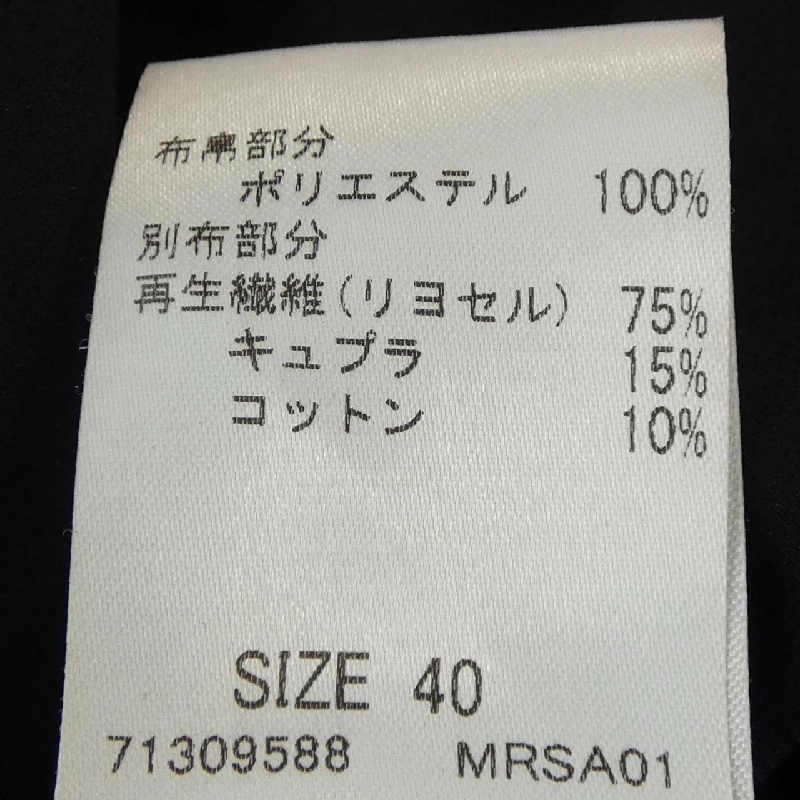 布帛部分
ポリエステル 100%
別布部分
再生繊維(リヨセル) 75%
キュプラ 15%
コットン 10%
SIZE 40
71309588 MRSA01